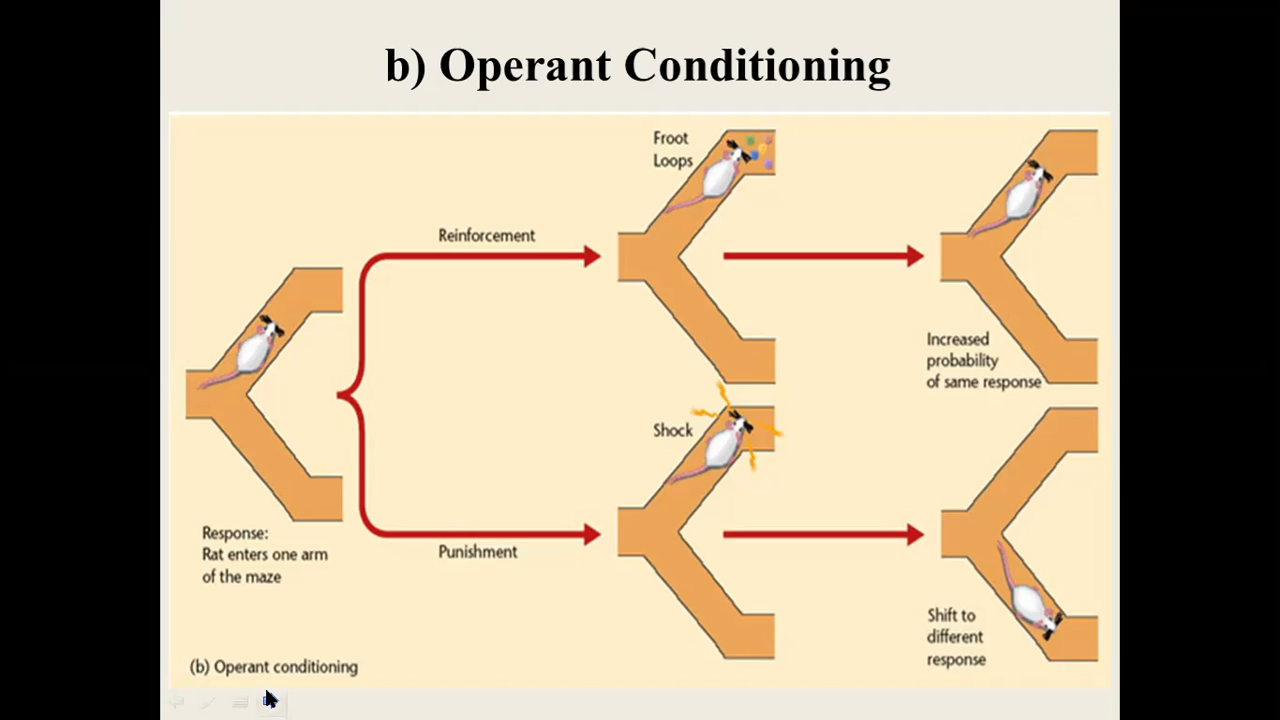 b) Operant Conditioning
Froot
Loops
Reinforcement
Increased
probability
of same response
Response:
Rat enters one arm
of the maze
Shock
Punishment
Shift to
different
response
(b) Operant conditioning